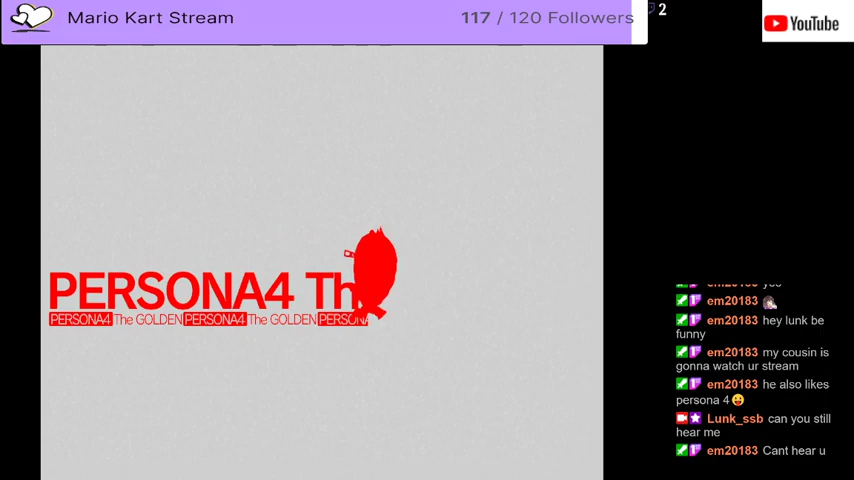 Mario Kart Stream
117 / 120 Followers
2
YouTube
PERSONA4 Th
PERSONA4 The GOLDEN PERSONA4 The GOLDEN PERSONA
em20183 yes
em20183
em20183 hey lunk be
funny
em20183 my cousin is
gonna watch ur stream
em20183 he also likes
persona 4😛
Lunk_ssb can you still
hear me
em20183 Cant hear u